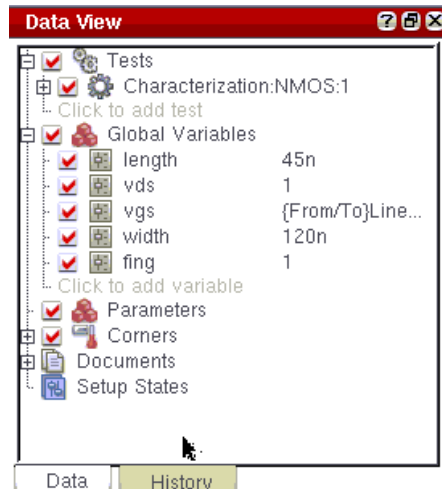 Data View
Tests
Characterization:NMOS:1
Click to add test
Global Variables
length 45n
vds 1
vgs {From/To}Line...
width 120n
fing 1
Click to add variable
Parameters
Corners
Documents
Setup States
Data History